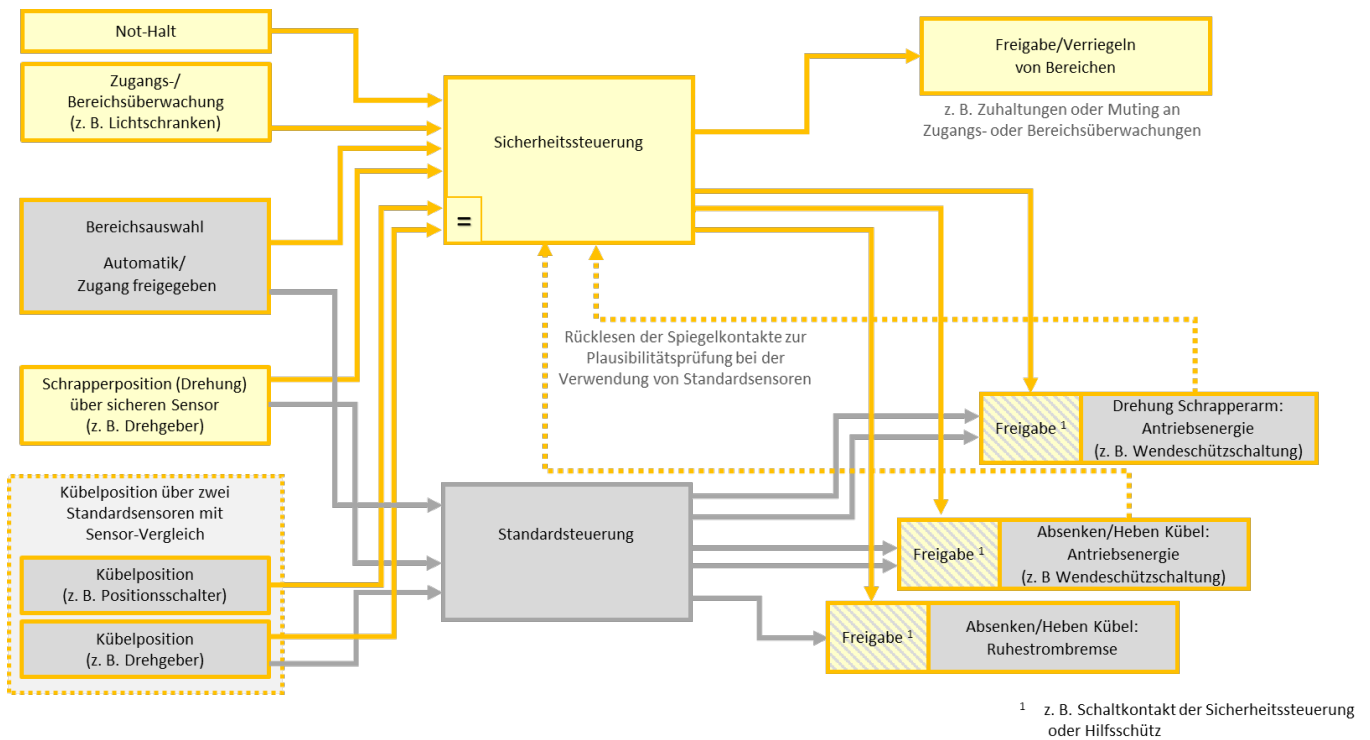 Not-Halt
Zugangs-/
Bereichsüberwachung
(z. B. Lichtschranken)
Bereichsauswahl
Automatik/
Zugang freigegeben
Schrapperposition (Drehung)
über sicheren Sensor
(z. B. Drehgeber)
Kübelposition über zwei
Standardsensoren mit
Sensor-Vergleich
Kübelposition
(z. B. Positionsschalter)
Kübelposition
(z. B. Drehgeber)
Sicherheitssteuerung
=
Rücklesen der Spiegelkontakte zur
Plausibilitätsprüfung bei der
Verwendung von Standardsensoren
Standardsteuerung
Freigabe/Verriegeln
von Bereichen
z. B. Zuhaltungen oder Muting an
Zugangs- oder Bereichsüberwachungen
Freigabe ¹
Drehung Schrapperarm:
Antriebsenergie
(z. B. Wendeschützschaltung)
Freigabe ¹
Absenken/Heben Kübel:
Antriebsenergie
(z. B Wendeschützschaltung)
Freigabe ¹
Absenken/Heben Kübel:
Ruhestrombremse
¹ z. B. Schaltkontakt der Sicherheitssteuerung
oder Hilfsschütz